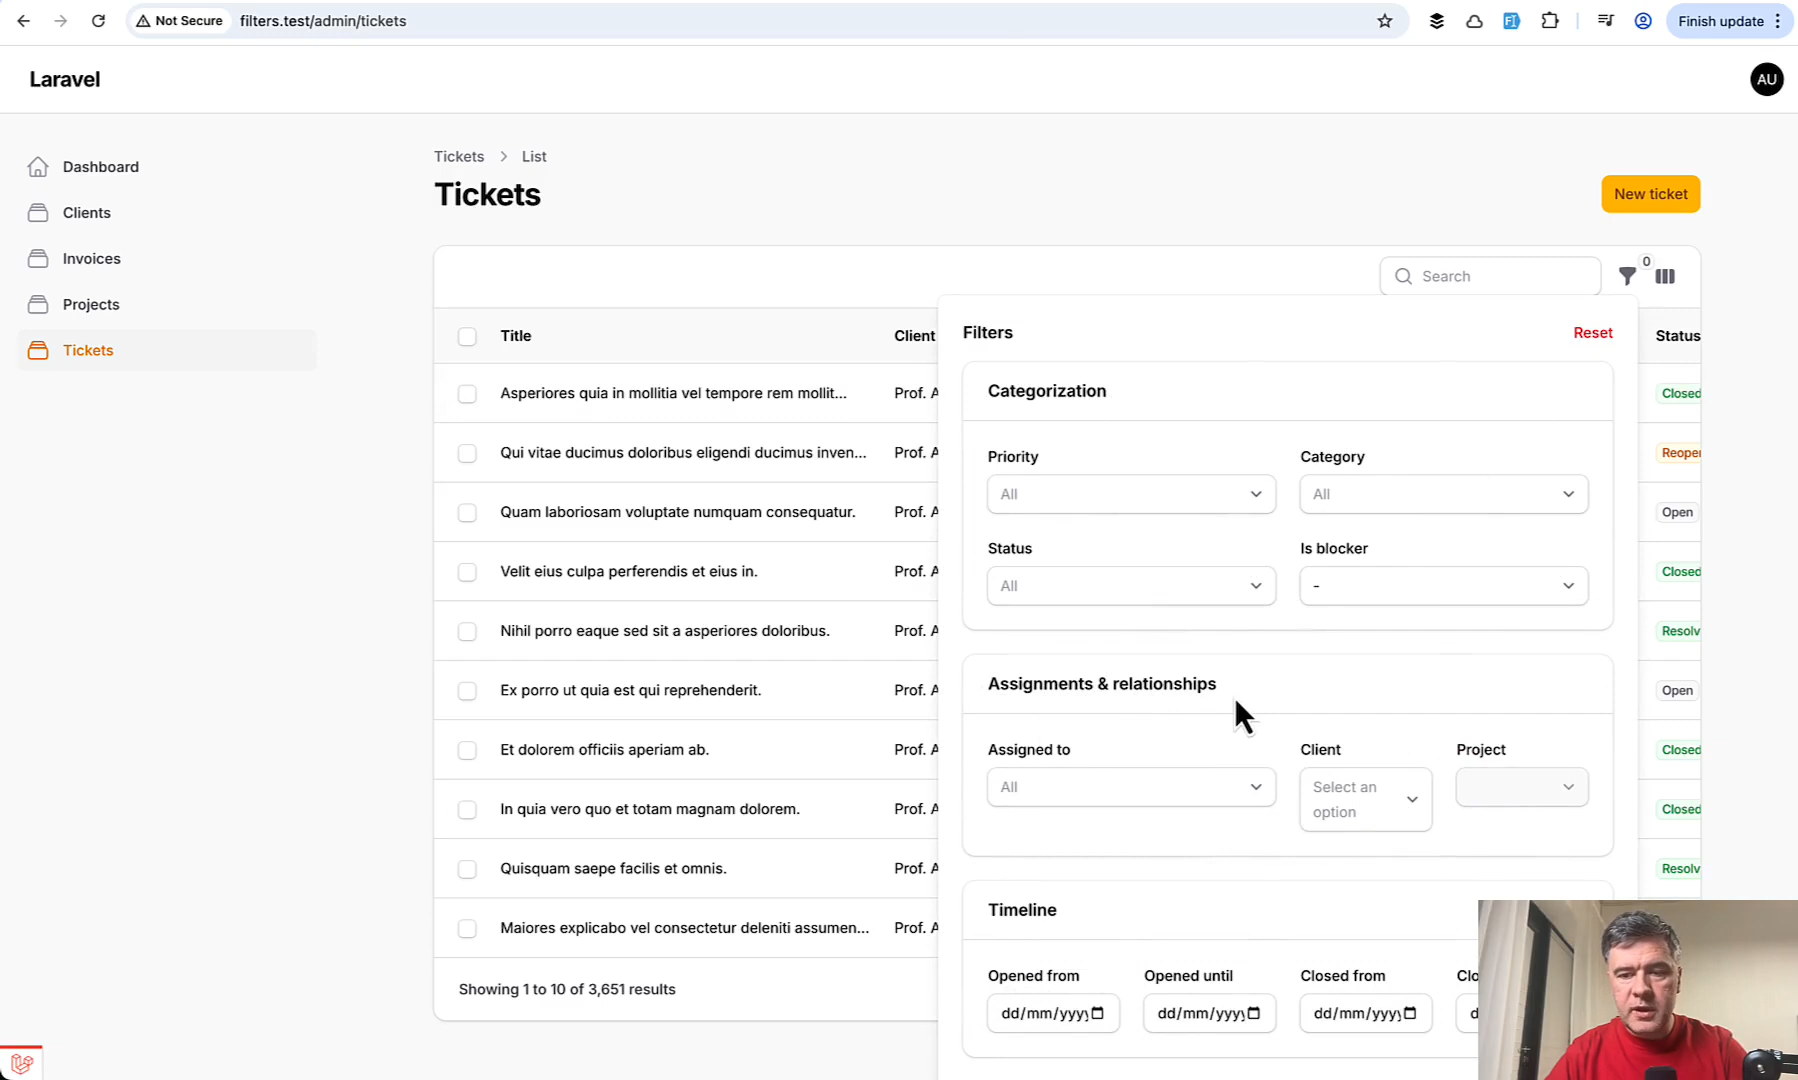 Not Secure filters.test/admin/tickets Finish update
Laravel
AU
Dashboard
Clients
Invoices
Projects
Tickets
Tickets List
Tickets
New ticket
Search
0
Title
Client
Status
Asperiores quia in mollitia vel tempore rem mollit...
Prof. A
Closed
Qui vitae ducimus doloribus eligendi ducimus inven...
Prof. A
Reopen
Quam laboriosam voluptate numquam consequatur.
Prof. A
Open
Velit eius culpa perferendis et eius in.
Prof. A
Closed
Nihil porro eaque sed sit a asperiores doloribus.
Prof. A
Resolv
Ex porro ut quia est qui reprehenderit.
Prof. A
Open
Et dolorem officiis aperiam ab.
Prof. A
Closed
In quia vero quo et totam magnam dolorem.
Prof. A
Closed
Quisquam saepe facilis et omnis.
Prof. A
Resolv
Maiores explicabo vel consectetur deleniti assumen...
Prof. A
Showing 1 to 10 of 3,651 results
Filters
Reset
Categorization
Priority
Category
All
All
Status
Is blocker
All
-
Assignments & relationships
Assigned to
Client
Project
All
Select an
option
Timeline
Opened from
Opened until
Closed from
Clo
dd/mm/yyyy
dd/mm/yyyy
dd/mm/yyyy
d